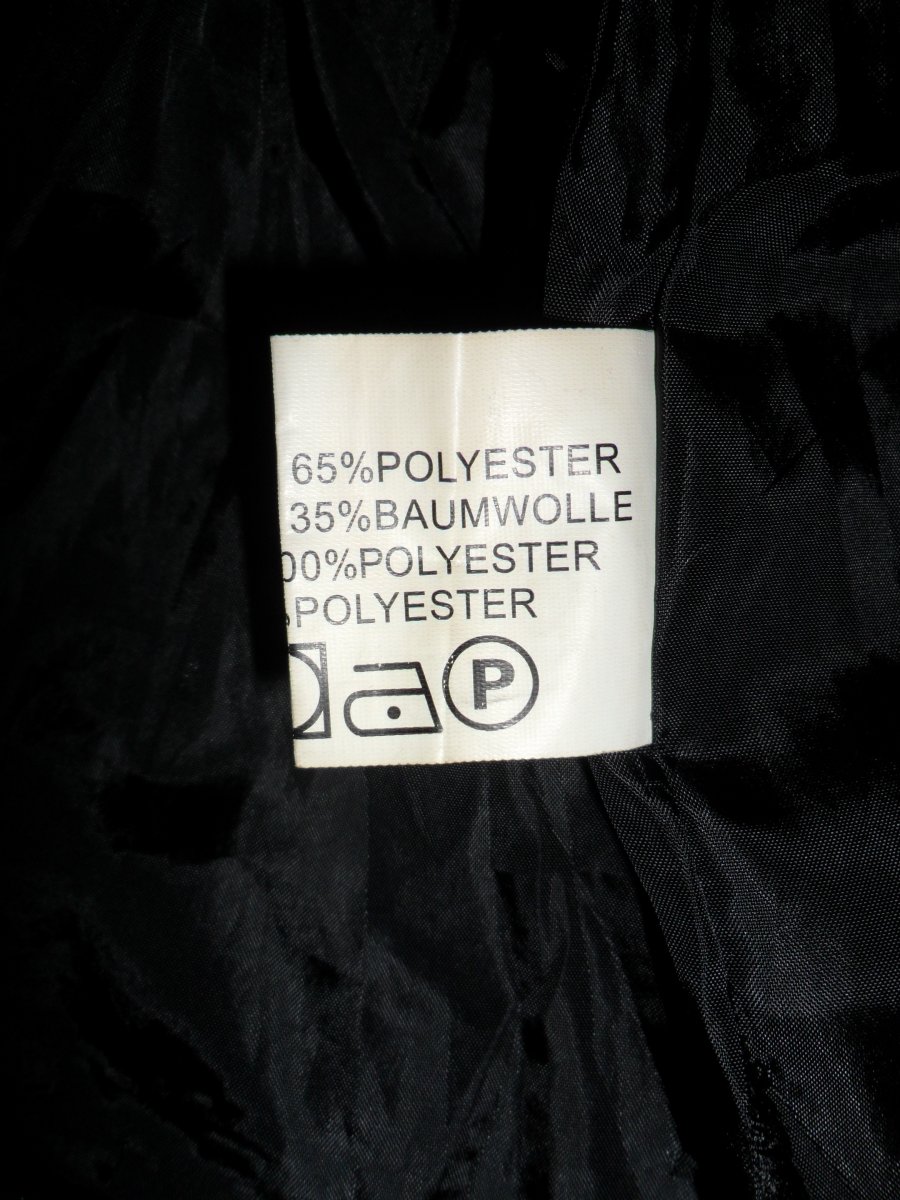 65%POLYESTER
35%BAUMWOLLE
00%POLYESTER
%POLYESTER
P